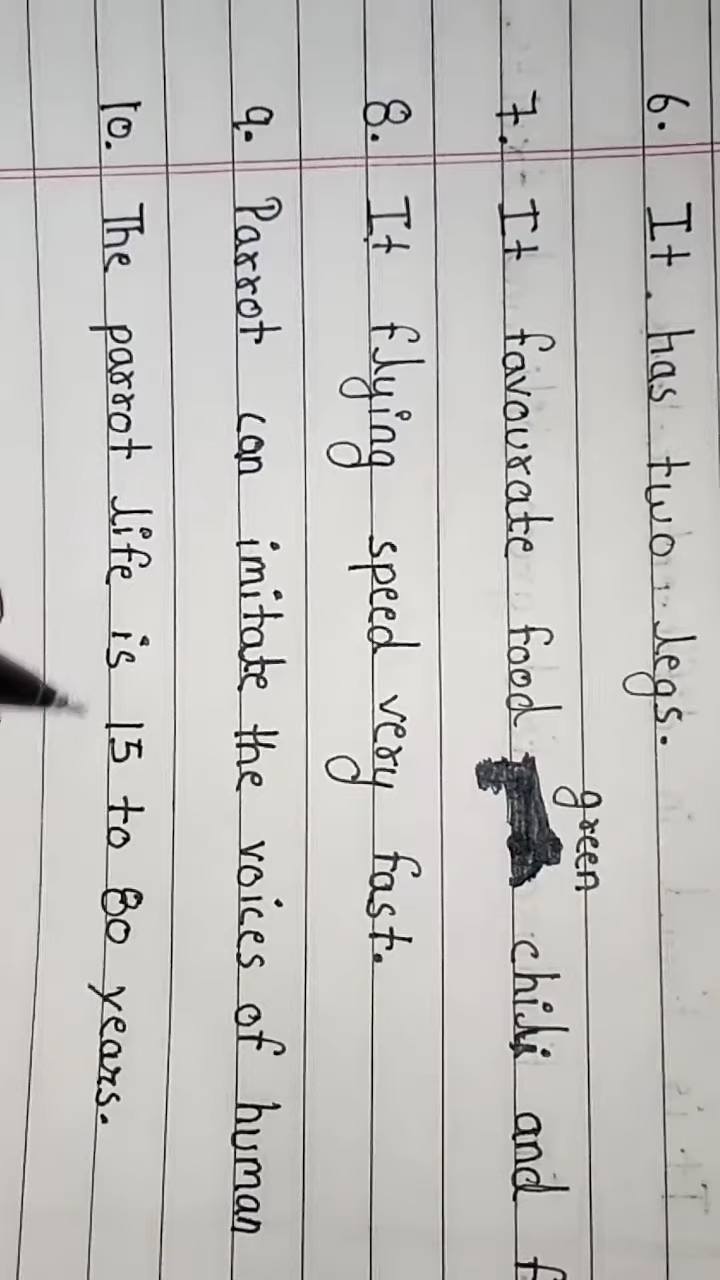 6. It has two legs.
green
7. It favourate food chili and
8. It flying speed very fast.
9. Parrot can imitate the voices of human
10. The parrot life is 15 to 80 years.